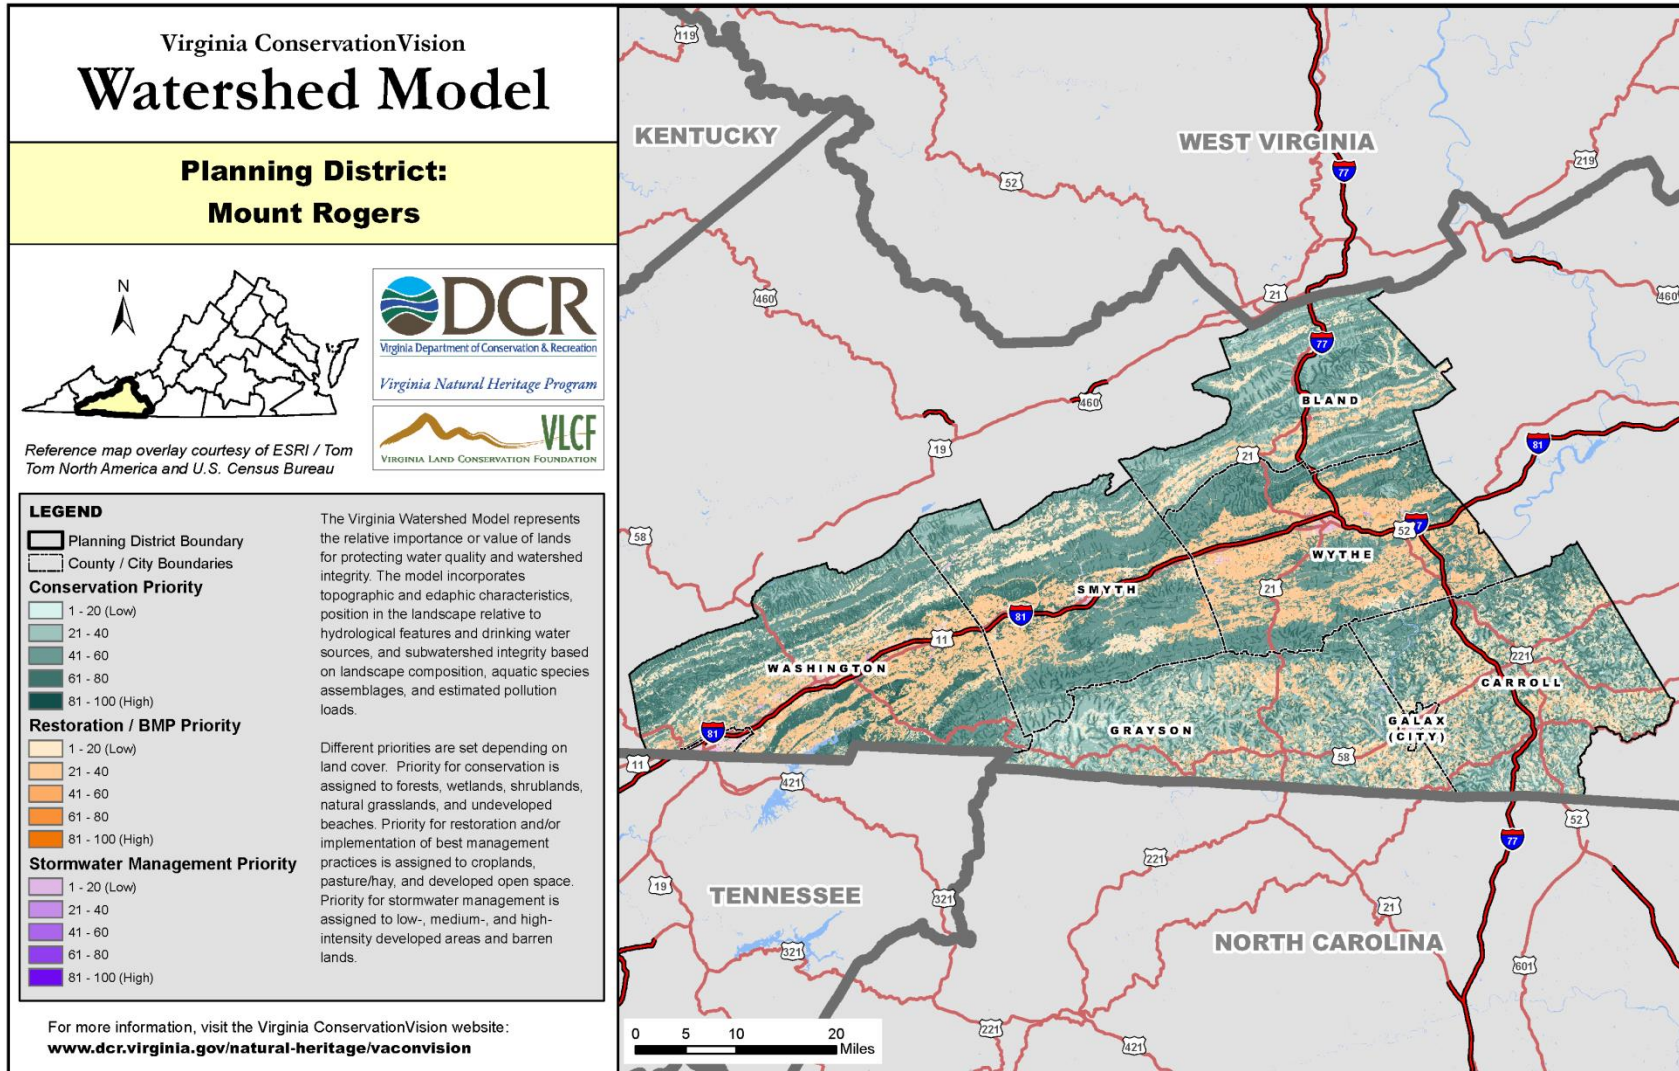 Virginia ConservationVision
Watershed Model
Planning District:
Mount Rogers
N
DCR
Virginia Department of Conservation & Recreation
Virginia Natural Heritage Program
VLCF
VIRGINIA LAND CONSERVATION FOUNDATION
Reference map overlay courtesy of ESRI / Tom
Tom North America and U.S. Census Bureau
LEGEND
Planning District Boundary
County / City Boundaries
Conservation Priority
1 - 20 (Low)
21 - 40
41 - 60
61 - 80
81 - 100 (High)
Restoration / BMP Priority
1 - 20 (Low)
21 - 40
41 - 60
61 - 80
81 - 100 (High)
Stormwater Management Priority
1 - 20 (Low)
21 - 40
41 - 60
61 - 80
81 - 100 (High)
The Virginia Watershed Model represents
the relative importance or value of lands
for protecting water quality and watershed
integrity. The model incorporates
topographic and edaphic characteristics,
position in the landscape relative to
hydrological features and drinking water
sources, and subwatershed integrity based
on landscape composition, aquatic species
assemblages, and estimated pollution
loads.
Different priorities are set depending on
land cover. Priority for conservation is
assigned to forests, wetlands, shrublands,
natural grasslands, and undeveloped
beaches. Priority for restoration and/or
implementation of best management
practices is assigned to croplands,
pasture/hay, and developed open space.
Priority for stormwater management is
assigned to low-, medium-, and high-
intensity developed areas and barren
lands.
For more information, visit the Virginia ConservationVision website:
www.dcr.virginia.gov/natural-heritage/vaconvision
119
KENTUCKY
WEST VIRGINIA
219
77
52
460
21
460
77
460
BLAND
19
21
81
58
52
77
WYTHE
SMYTH
21
81
11
221
WASHINGTON
CARROLL
81
GRAYSON
GALAX
(CITY)
58
11
421
52
77
221
19
TENNESSEE
321
21
NORTH CAROLINA
321
601
221
421
0 5 10 20
Miles